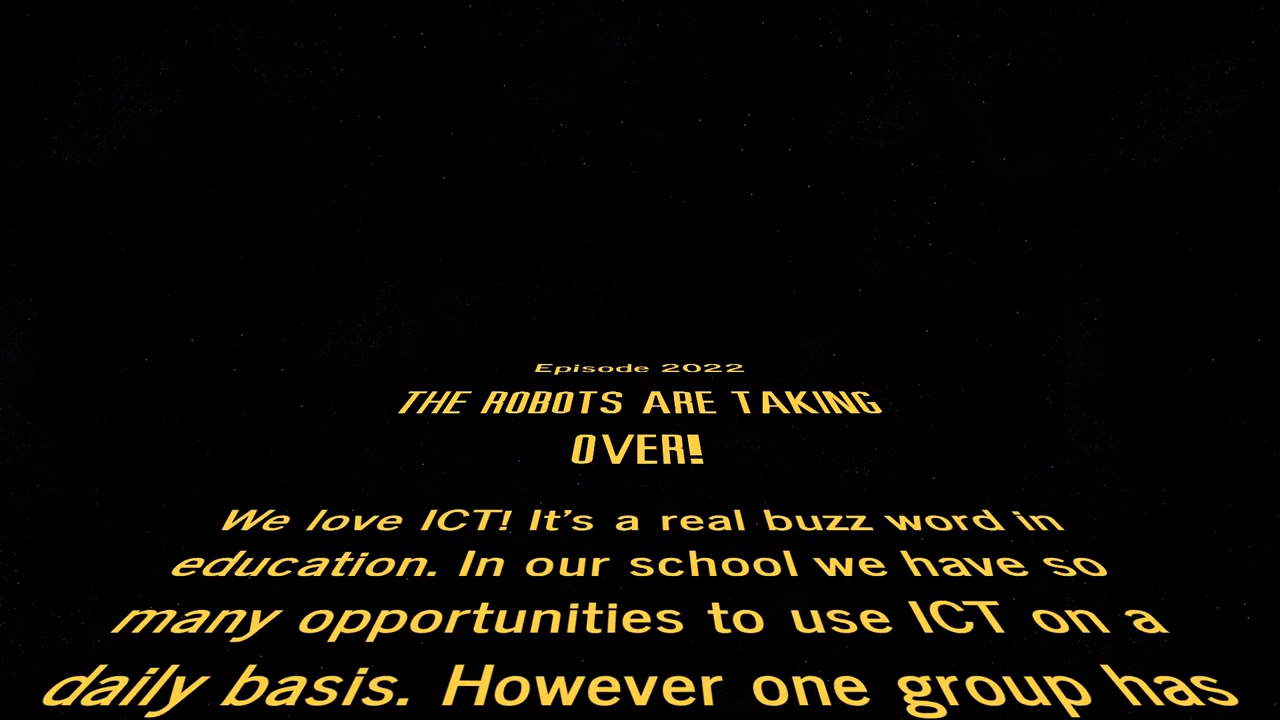 Episode 2022
THE ROBOTS ARE TAKING
OVER!
We love ICT! It’s a real buzz word in
education. In our school we have so
many opportunities to use ICT on a
daily basis. However one group has